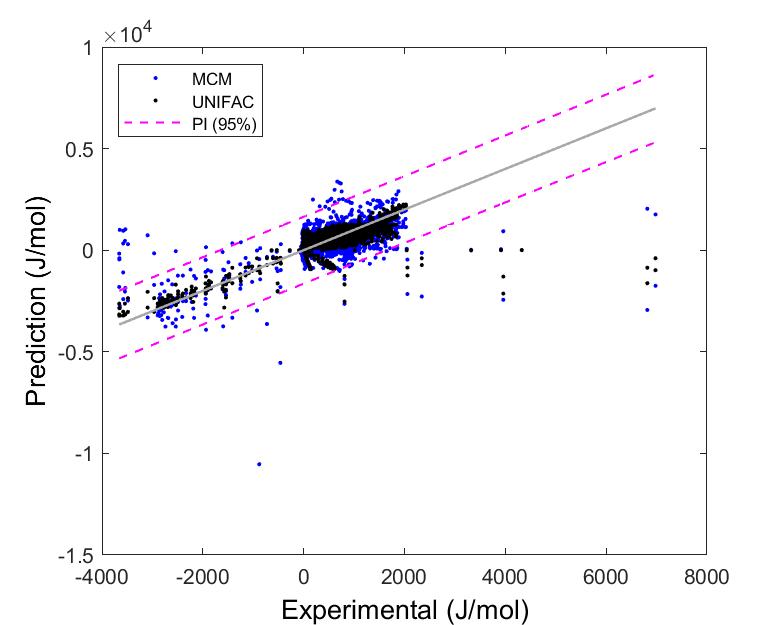 ×10⁴
1
0.5
0
-0.5
-1
-1.5
-4000 -2000 0 2000 4000 6000 8000
Experimental (J/mol)
Prediction (J/mol)
MCM
UNIFAC
PI (95%)